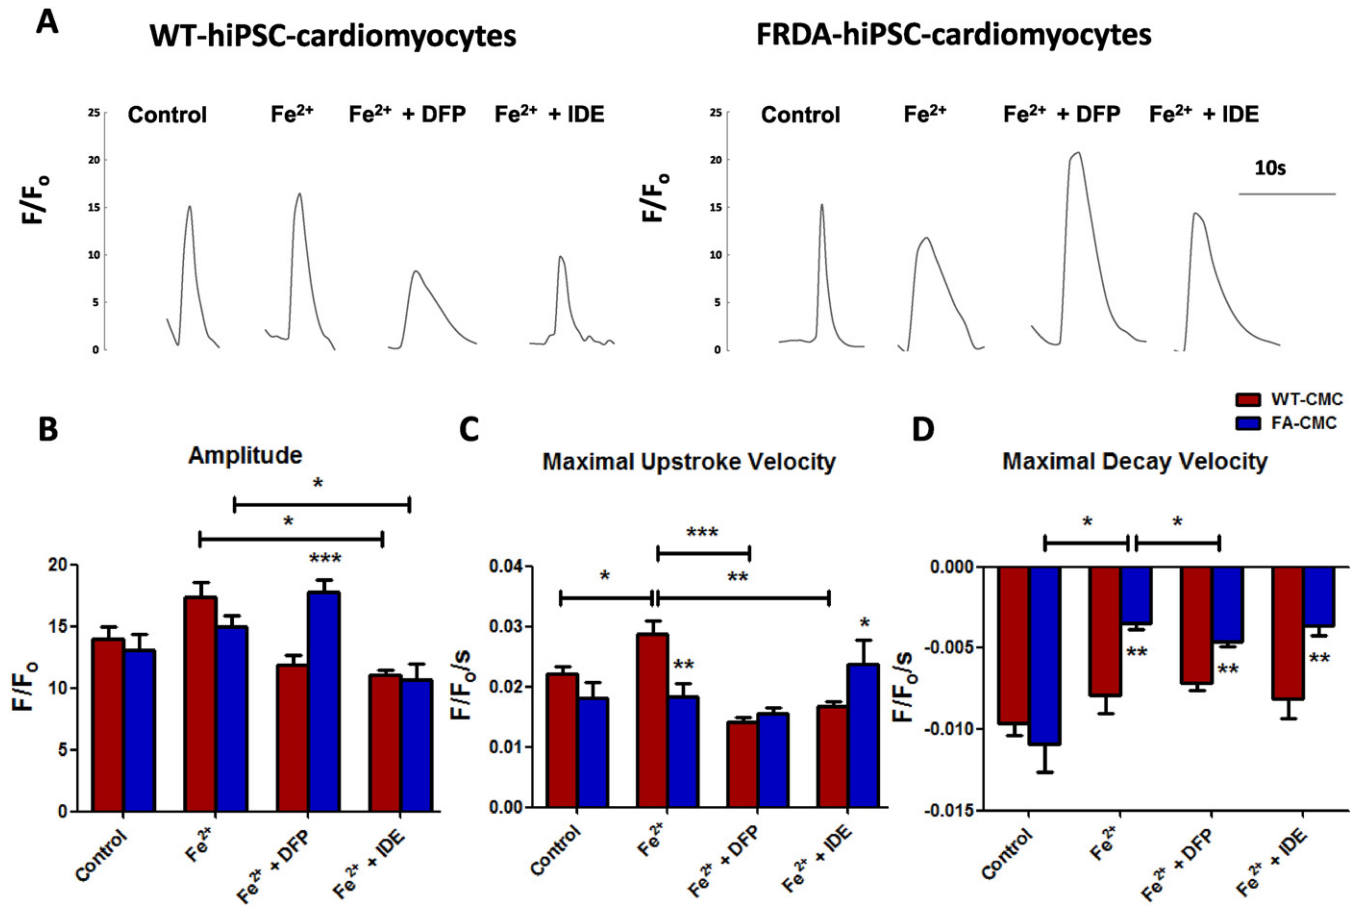 A
WT-hiPSC-cardiomyocytes
FRDA-hiPSC-cardiomyocytes
Control Fe²⁺ Fe²⁺ + DFP Fe²⁺ + IDE
25
20
15
10
5
0
F/Fₒ
Control Fe²⁺ Fe²⁺ + DFP Fe²⁺ + IDE
25
20
15
10
5
0
F/Fₒ
10s
WT-CMC
FA-CMC
B
Amplitude
*
*
***
20
15
10
5
0
F/Fₒ
Control
Fe²⁺
Fe²⁺ + DFP
Fe²⁺ + IDE
C
Maximal Upstroke Velocity
***
*
**
*
**
0.04
0.03
0.02
0.01
0.00
F/Fₒ/s
Control
Fe²⁺
Fe²⁺ + DFP
Fe²⁺ + IDE
D
Maximal Decay Velocity
*
*
0.000
-0.005
-0.010
-0.015
F/Fₒ/s
**
**
**
Control
Fe²⁺
Fe²⁺ + DFP
Fe²⁺ + IDE